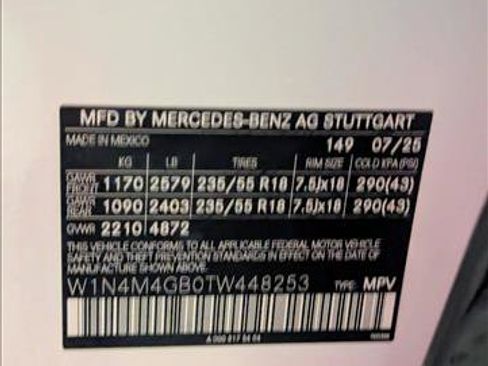 MFD BY MERCEDES-BENZ AG STUTTGART
MADE IN MEXICO 149 07/25
KG LB TIRES RIM SIZE COLD KPA (PSI)
GAWR FRONT 1170 2579 235/55 R18 7.5Jx18 290(43)
GAWR REAR 1090 2403 235/55 R18 7.5Jx18 290(43)
GVWR 2210 4872
THIS VEHICLE CONFORMS TO ALL APPLICABLE FEDERAL MOTOR VEHICLE
SAFETY AND THEFT PREVENTION STANDARDS IN EFFECT ON THE DATE OF
MANUFACTURE SHOWN ABOVE.
W1N4M4GB0TW448253 TYPE: MPV